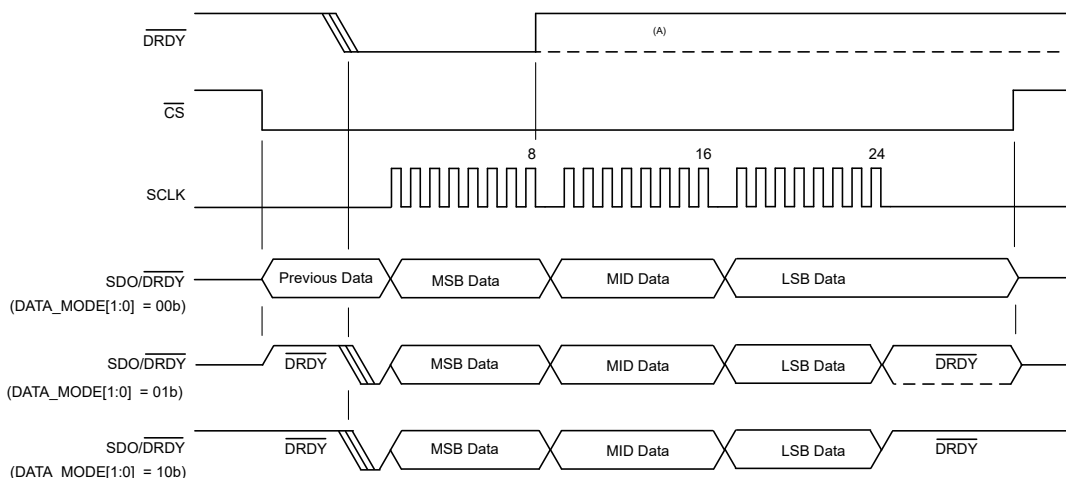 DRDY
(A)
CS
8 16 24
SCLK
SDO/DRDY
(DATA_MODE[1:0] = 00b)
Previous Data MSB Data MID Data LSB Data
SDO/DRDY
(DATA_MODE[1:0] = 01b)
DRDY MSB Data MID Data LSB Data DRDY
SDO/DRDY
(DATA_MODE[1:0] = 10b)
DRDY MSB Data MID Data LSB Data DRDY